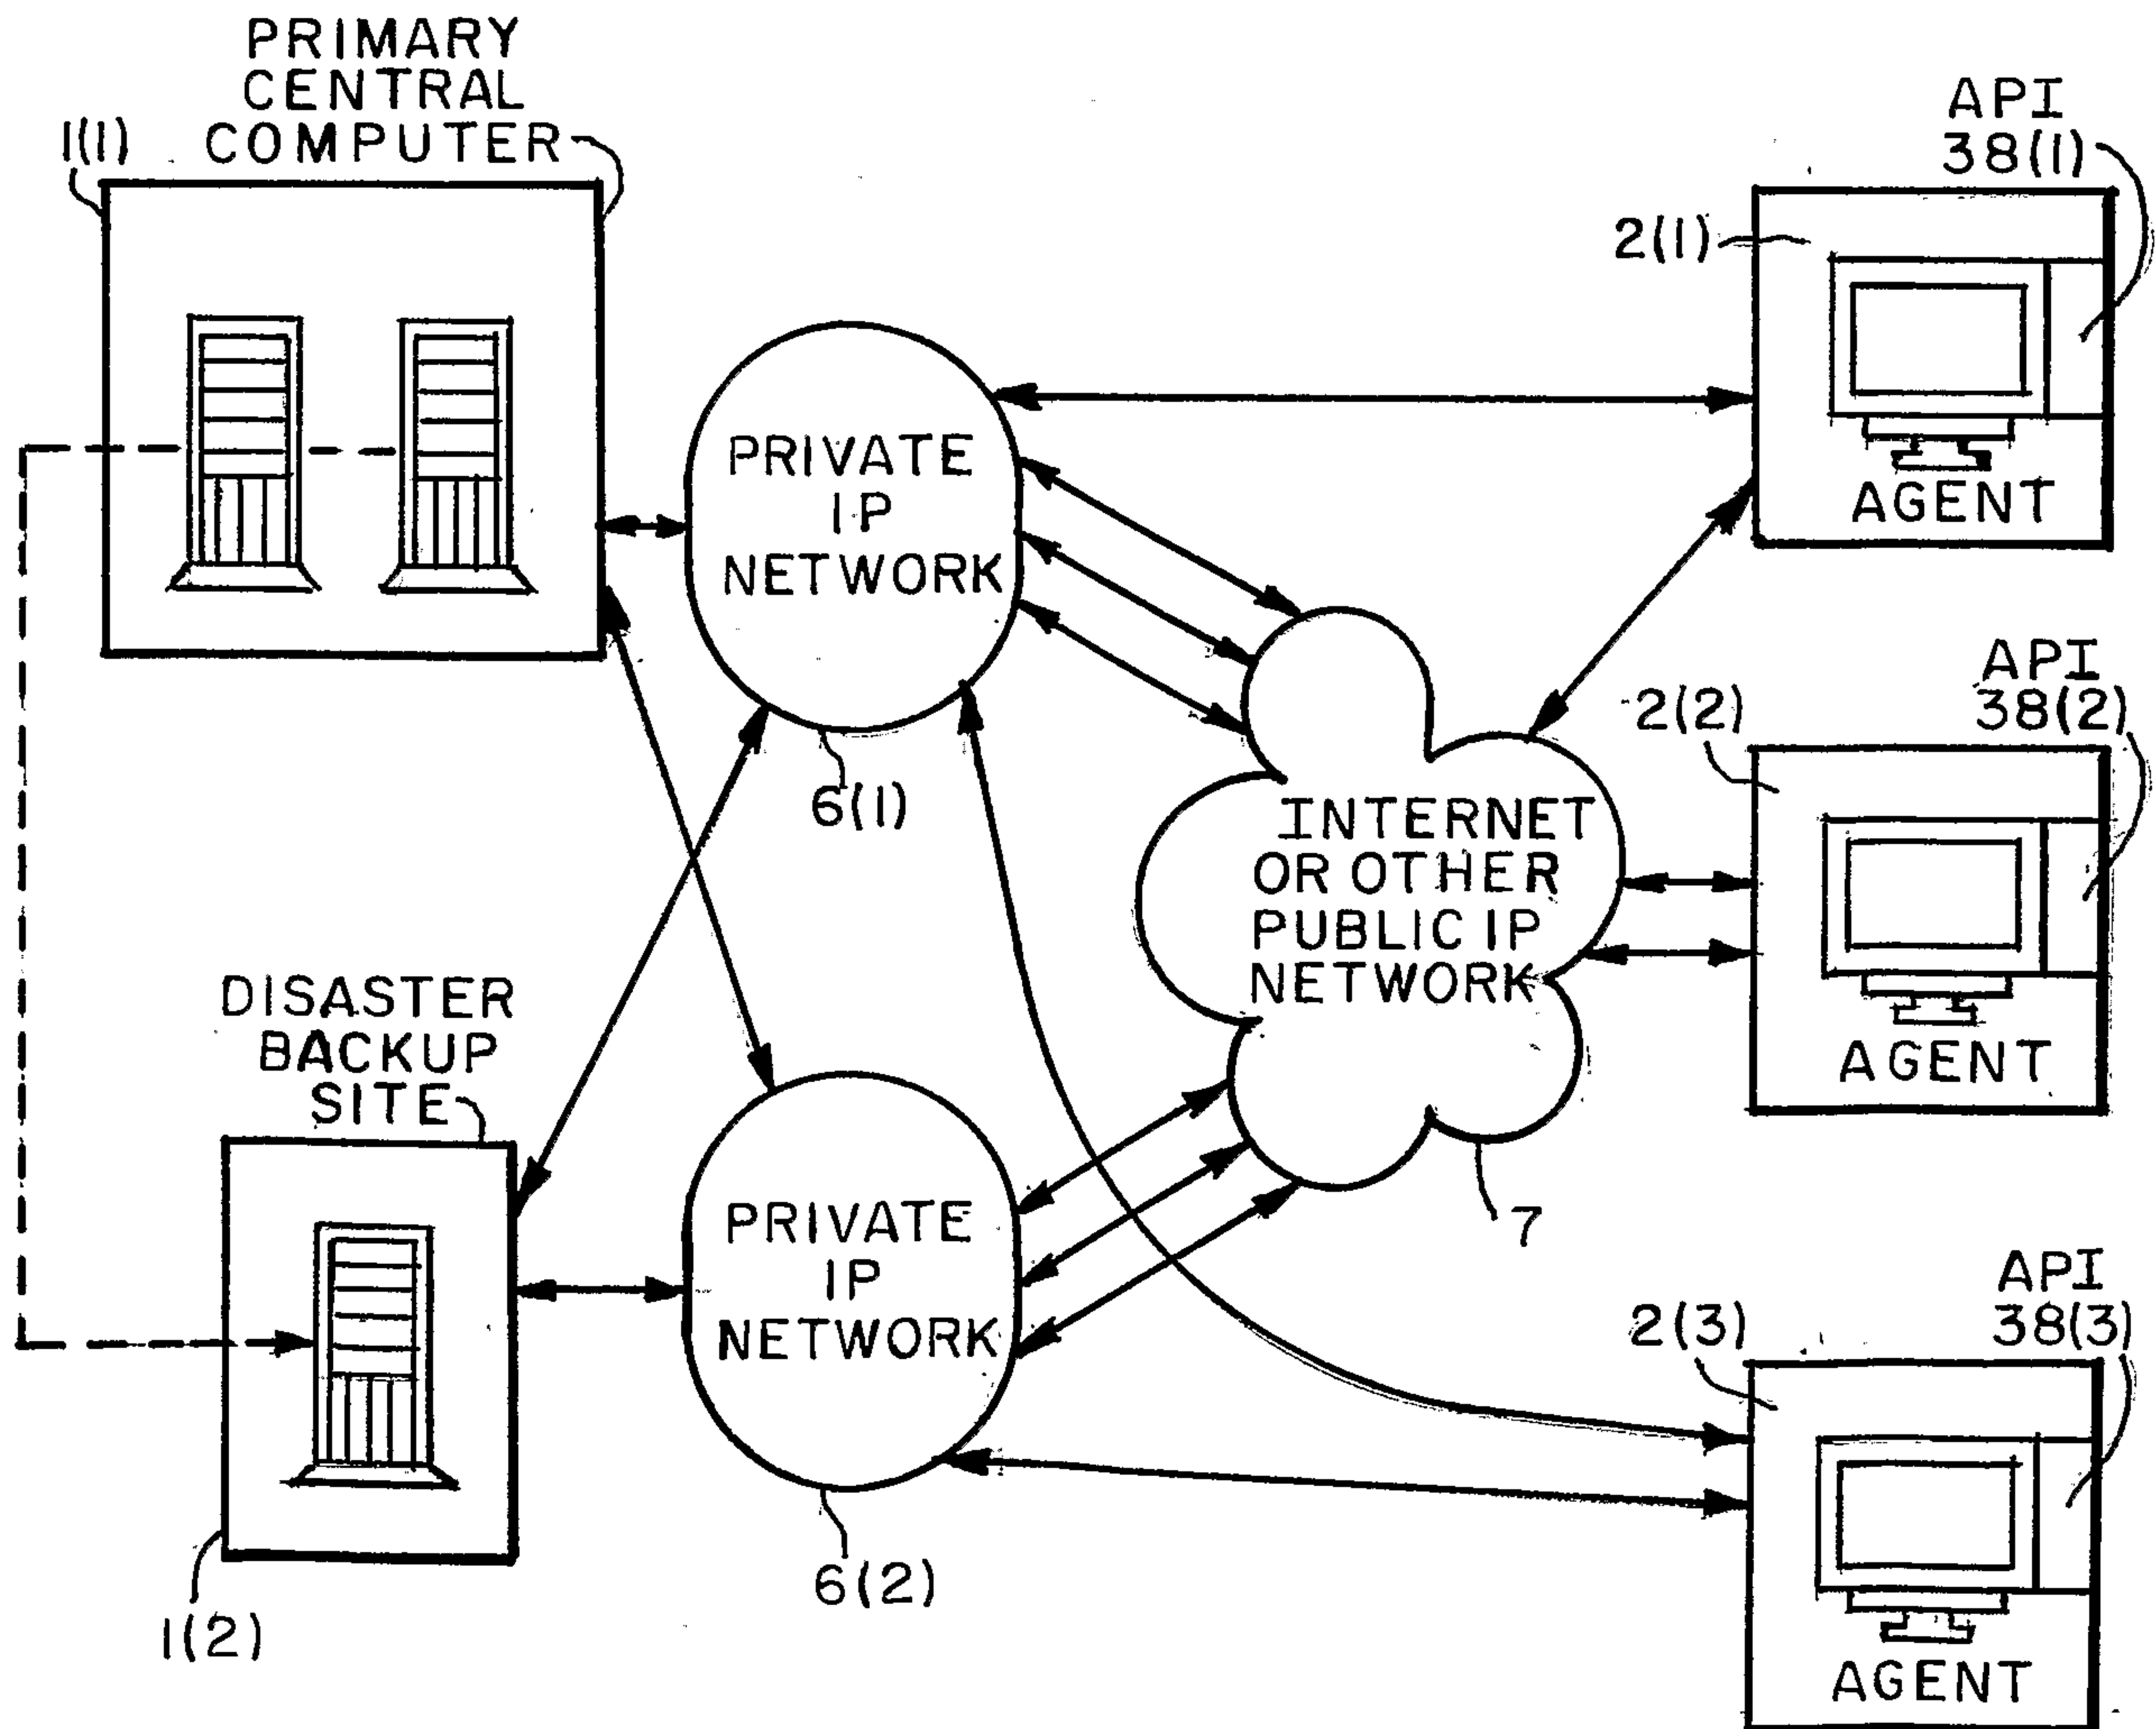 PRIMARY
CENTRAL
COMPUTER
1(1)
API
38(1)
2(1)
AGENT
PRIVATE
IP
NETWORK
6(1)
API
38(2)
2(2)
AGENT
INTERNET
OR OTHER
PUBLIC IP
NETWORK
7
DISASTER
BACKUP
SITE
1(2)
PRIVATE
IP
NETWORK
6(2)
API
38(3)
2(3)
AGENT